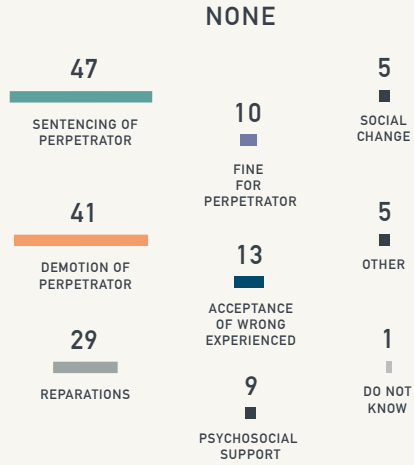 NONE
47
SENTENCING OF
PERPETRATOR
41
DEMOTION OF
PERPETRATOR
29
REPARATIONS
10
FINE
FOR
PERPETRATOR
13
ACCEPTANCE
OF WRONG
EXPERIENCED
9
PSYCHOSOCIAL
SUPPORT
5
SOCIAL
CHANGE
5
OTHER
1
DO NOT
KNOW